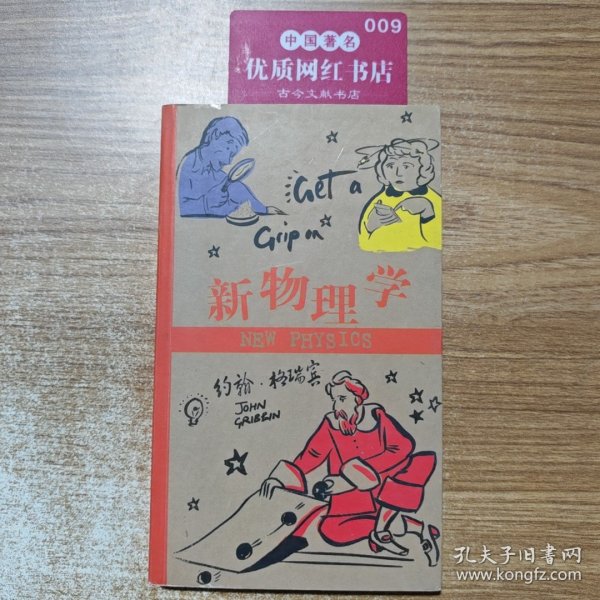 009
中国著名
优质网红书店
古今文献书店
Get a
Grip on
新物理学
NEW PHYSICS
约翰·格瑞宾
JOHN
GRIBBIN
孔夫子旧书网
www.kongfz.com